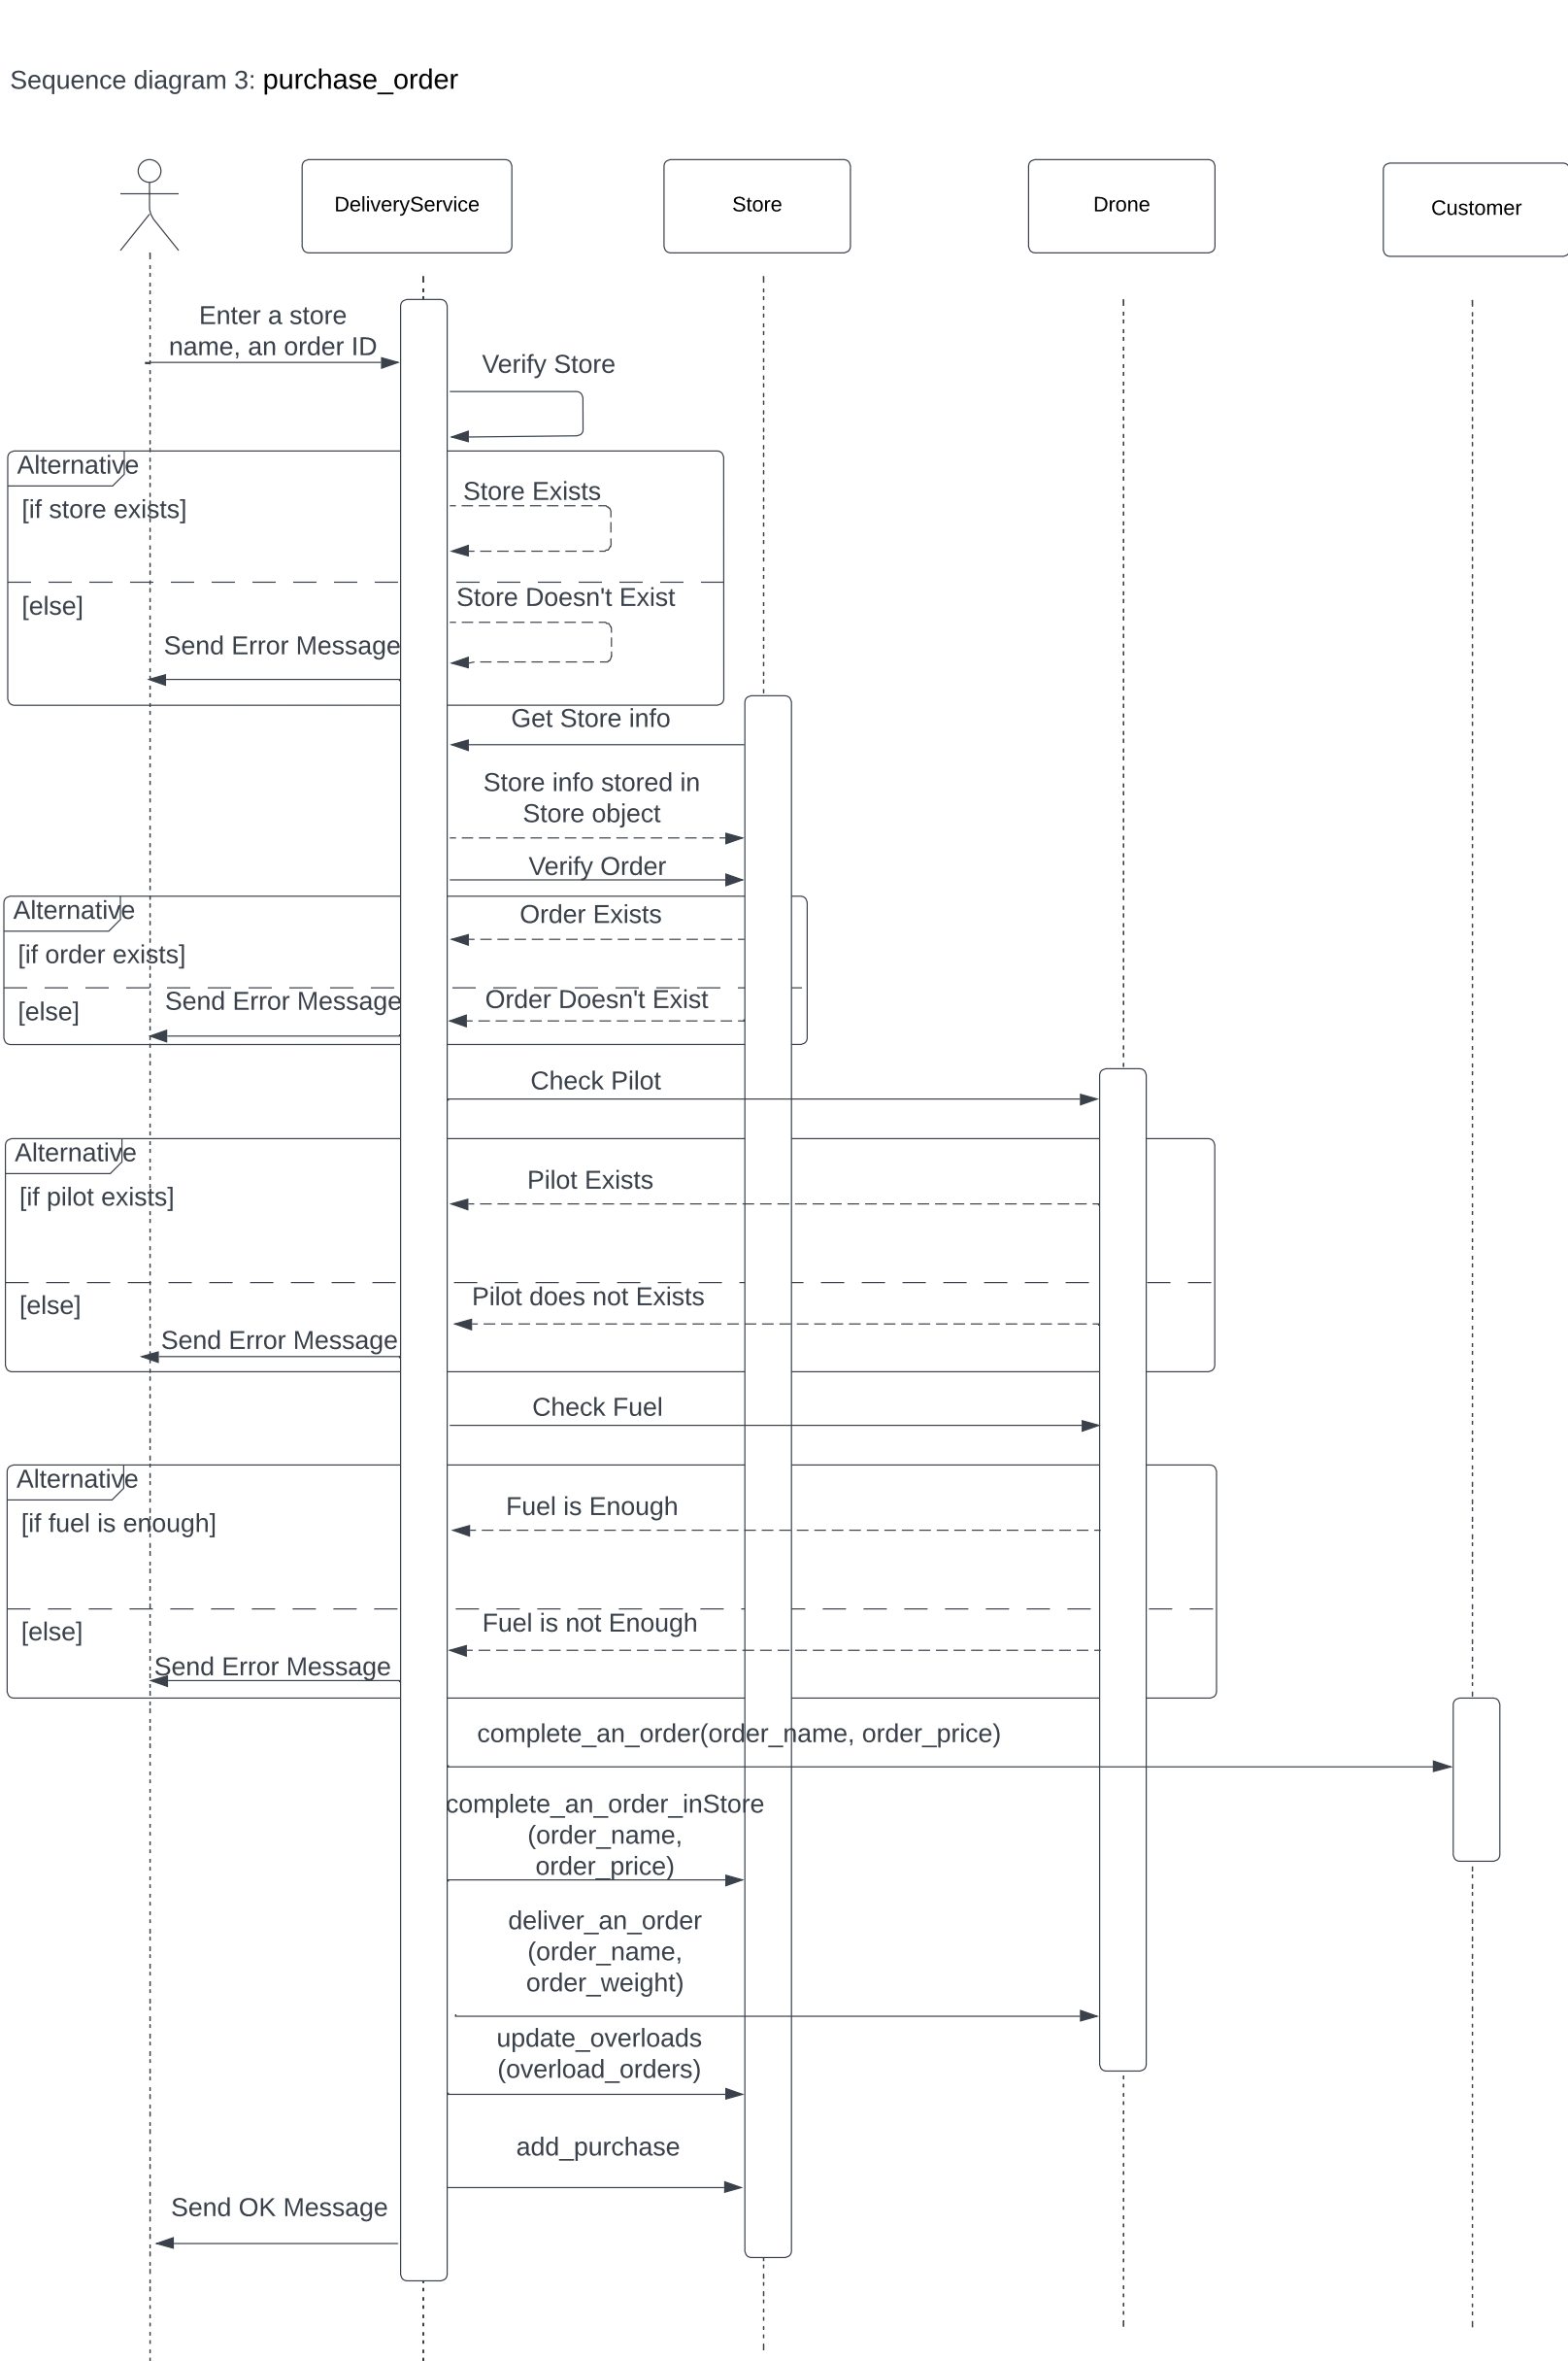 Sequence diagram 3: purchase_order
DeliveryService
Store
Drone
Customer
Enter a store
name, an order ID
Verify Store
Alternative
Store Exists
[if store exists]
Store Doesn't Exist
[else]
Send Error Message
Get Store info
Store info stored in
Store object
Verify Order
Alternative
Order Exists
[if order exists]
Send Error Message
Order Doesn't Exist
[else]
Check Pilot
Alternative
Pilot Exists
[if pilot exists]
Pilot does not Exists
[else]
Send Error Message
Check Fuel
Alternative
Fuel is Enough
[if fuel is enough]
Fuel is not Enough
[else]
Send Error Message
complete_an_order(order_name, order_price)
complete_an_order_inStore
(order_name,
order_price)
deliver_an_order
(order_name,
order_weight)
update_overloads
(overload_orders)
add_purchase
Send OK Message